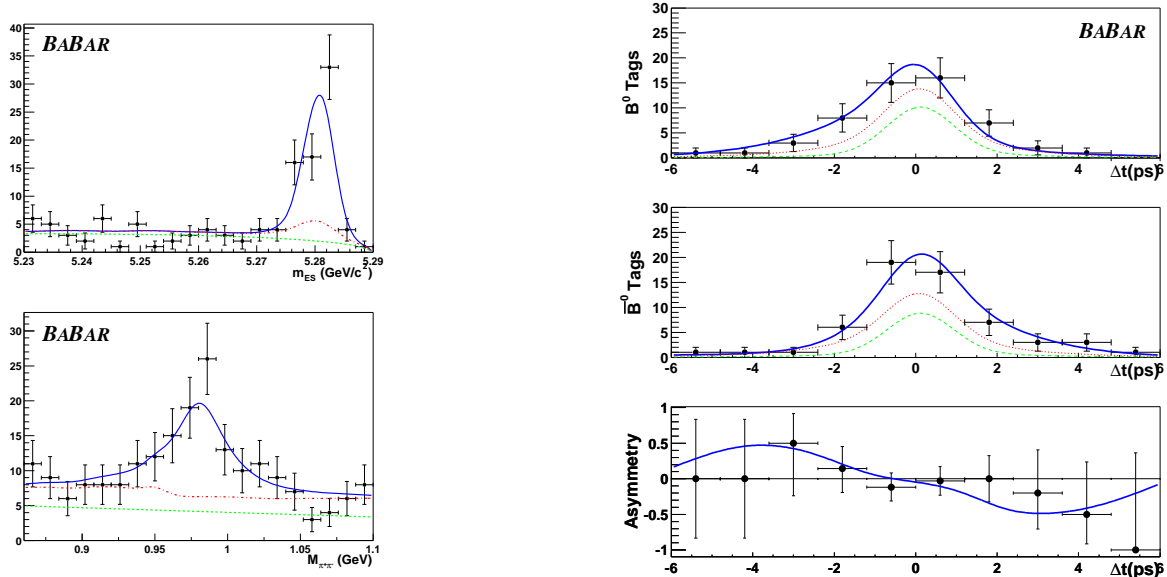 BABAR
40
35
30
25
20
15
10
5
0
5.23 5.24 5.25 5.26 5.27 5.28 5.29
m_ES (GeV/c²)
BABAR
30
25
20
15
10
5
0
0.9 0.95 1 1.05 1.1
M_π⁺π⁻ (GeV)
BABAR
B⁰ Tags
30
25
20
15
10
5
0
-6 -4 -2 0 2 4 6
Δt(ps)
B̅⁰ Tags
30
25
20
15
10
5
0
-6 -4 -2 0 2 4 6
Δt(ps)
Asymmetry
1
0.5
0
-0.5
-1
-6 -4 -2 0 2 4 6
Δt(ps)